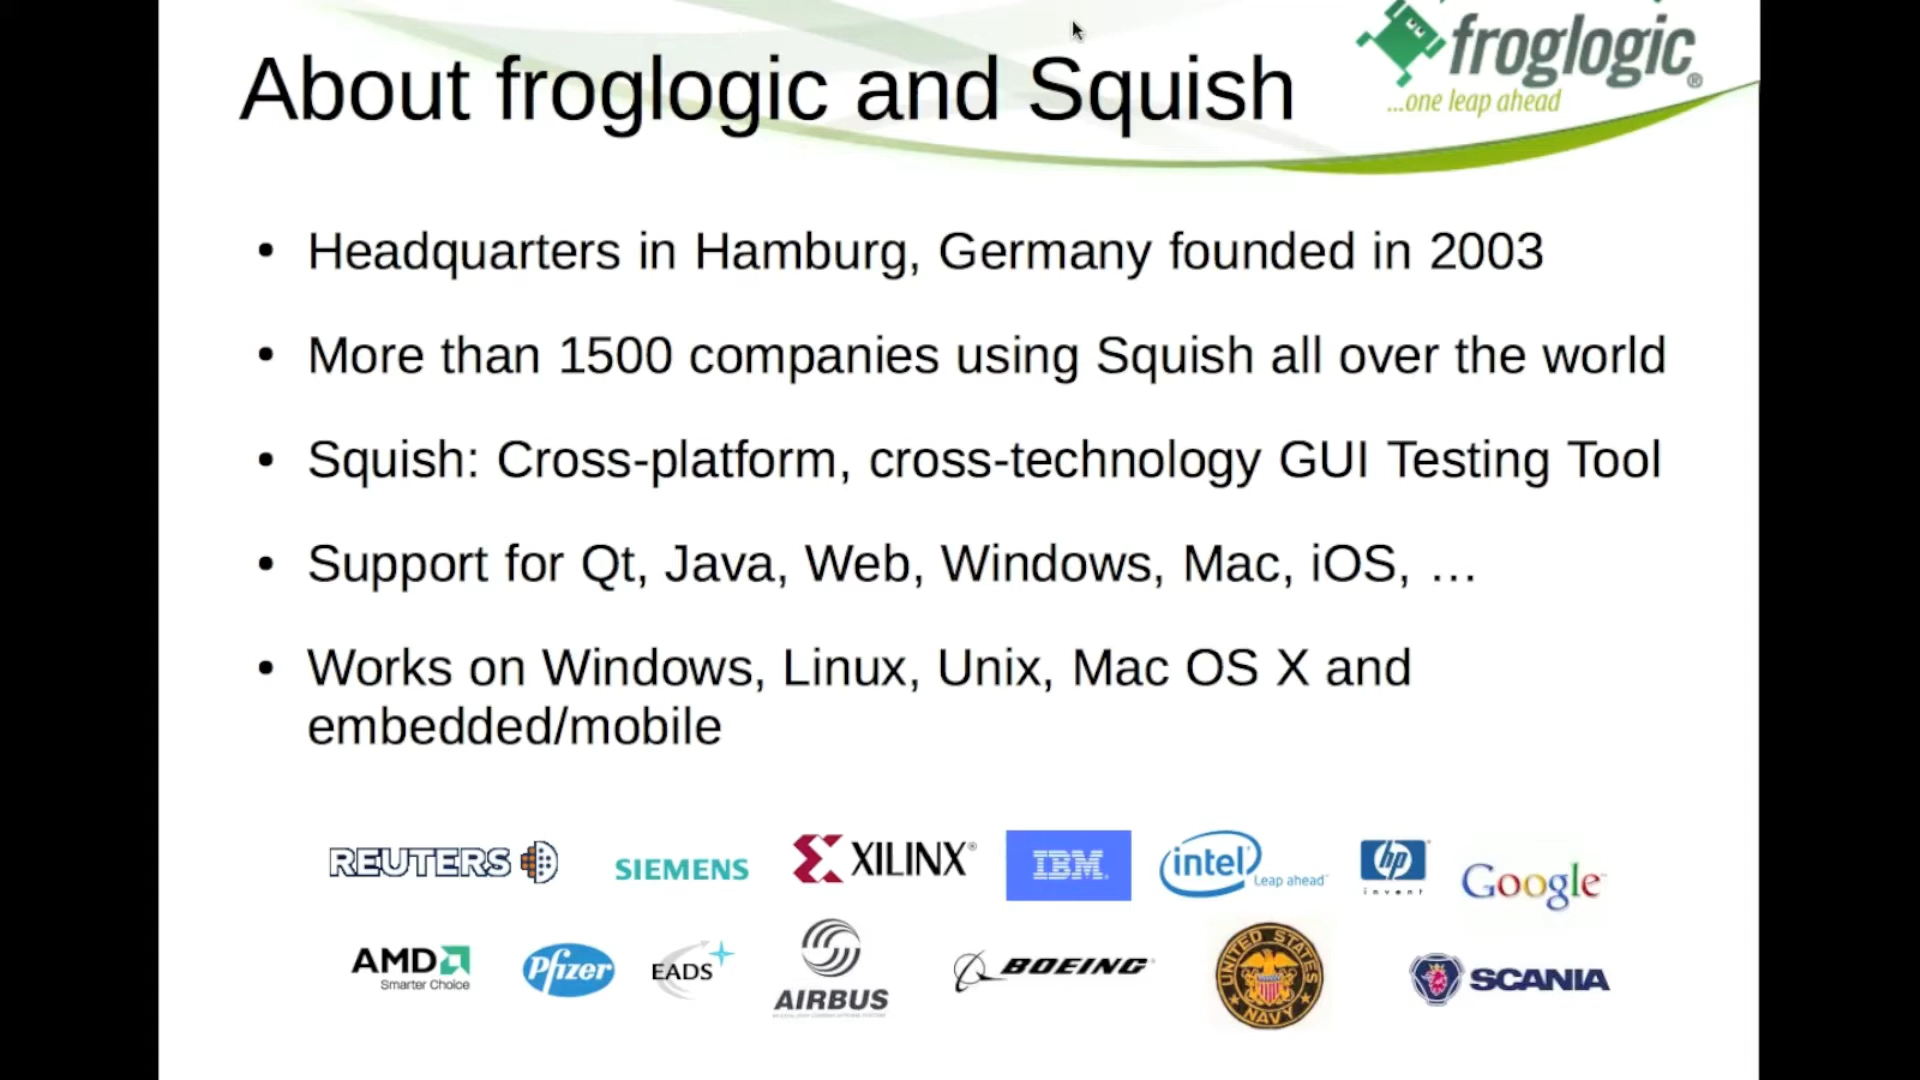 About froglogic and Squish
froglogic®
...one leap ahead
• Headquarters in Hamburg, Germany founded in 2003
• More than 1500 companies using Squish all over the world
• Squish: Cross-platform, cross-technology GUI Testing Tool
• Support for Qt, Java, Web, Windows, Mac, iOS, …
• Works on Windows, Linux, Unix, Mac OS X and
embedded/mobile
REUTERS
SIEMENS
XILINX®
IBM®
intel®
Leap ahead™
hp®
invent
Google™
AMD
Smarter Choice
Pfizer
EADS
AIRBUS
BOEING®
UNITED STATES
NAVY
SCANIA